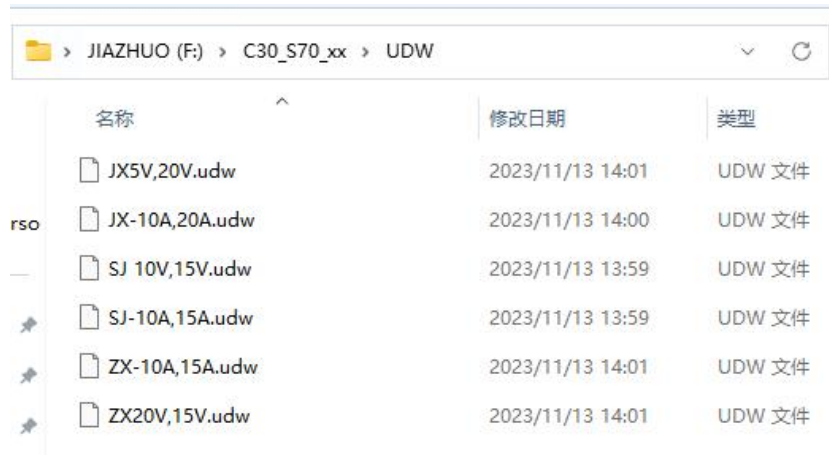 JIAZHUO (F:) > C30_S70_xx > UDW
名称 修改日期 类型
JX5V,20V.udw 2023/11/13 14:01 UDW 文件
rso JX-10A,20A.udw 2023/11/13 14:00 UDW 文件
SJ 10V,15V.udw 2023/11/13 13:59 UDW 文件
SJ-10A,15A.udw 2023/11/13 13:59 UDW 文件
ZX-10A,15A.udw 2023/11/13 14:01 UDW 文件
ZX20V,15V.udw 2023/11/13 14:01 UDW 文件